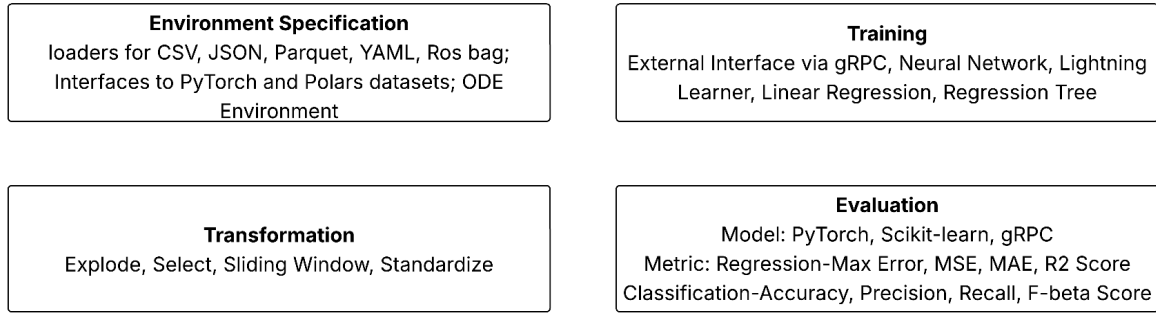 Environment Specification
loaders for CSV, JSON, Parquet, YAML, Ros bag;
Interfaces to PyTorch and Polars datasets; ODE
Environment
Training
External Interface via gRPC, Neural Network, Lightning
Learner, Linear Regression, Regression Tree
Transformation
Explode, Select, Sliding Window, Standardize
Evaluation
Model: PyTorch, Scikit-learn, gRPC
Metric: Regression-Max Error, MSE, MAE, R2 Score
Classification-Accuracy, Precision, Recall, F-beta Score